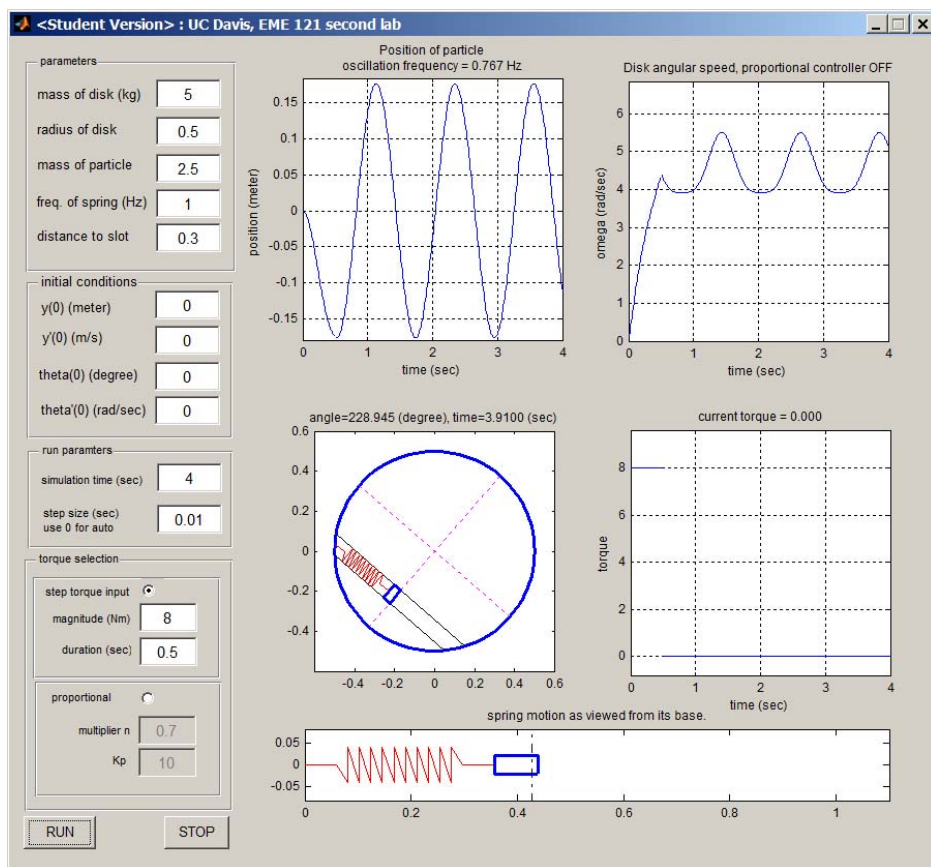 <Student Version> : UC Davis, EME 121 second lab
parameters
mass of disk (kg) 5
radius of disk 0.5
mass of particle 2.5
freq. of spring (Hz) 1
distance to slot 0.3
initial conditions
y(0) (meter) 0
y'(0) (m/s) 0
theta(0) (degree) 0
theta'(0) (rad/sec) 0
run paramters
simulation time (sec) 4
step size (sec)
use 0 for auto 0.01
torque selection
step torque input
magnitude (Nm) 8
duration (sec) 0.5
proportional
multiplier n 0.7
Kp 10
RUN STOP
Position of particle
oscillation frequency = 0.767 Hz
position (meter)
0.15
0.1
0.05
0
-0.05
-0.1
-0.15
0 1 2 3 4
time (sec)
Disk angular speed, proportional controller OFF
omega (rad/sec)
6
5
4
3
2
1
0
0 1 2 3 4
time (sec)
angle=228.945 (degree), time=3.9100 (sec)
0.6
0.4
0.2
0
-0.2
-0.4
-0.4 -0.2 0 0.2 0.4 0.6
current torque = 0.000
torque
8
6
4
2
0
0 1 2 3 4
time (sec)
spring motion as viewed from its base.
0.05
0
-0.05
0 0.2 0.4 0.6 0.8 1